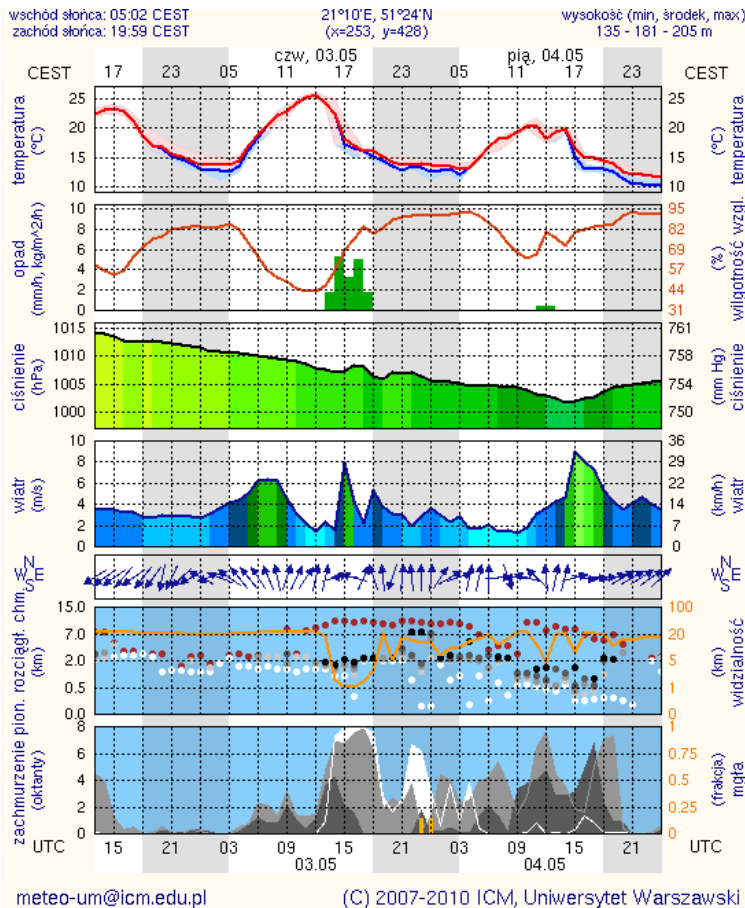 wschód słońca: 05:02 CEST 21°10'E, 51°24'N wysokość (min, środek, max)
zachód słońca: 19:59 CEST (x=253, y=428) 135 - 181 - 205 m
czw, 03.05 pią, 04.05
CEST 17 23 05 11 17 23 05 11 17 23 CEST
temperatura (°C) 25 20 15 10 25 20 15 10 (°C) temperatura
opad (mm/h, kg/m^2/h) 10 8 6 4 2 0 95 82 69 57 44 31 (%) wilgotność wzgl.
ciśnienie (hPa) 1015 1010 1005 1000 761 758 754 750 (mm Hg) ciśnienie
wiatr (m/s) 10 8 6 4 2 0 36 29 22 14 7 0 (km/h) wiatr
N E S W N E S W
pion. rozciągł. chm. (km) 15.0 7.0 2.0 0.5 0.0 100 20 5 1 0 (km) widzialność
zachmurzenie (oktanty) 8 6 4 2 0 1 0.75 0.5 0.25 0 (frakcja) mgła
UTC 15 21 03 09 15 21 03 09 15 21 UTC
03.05 04.05
meteo-um@icm.edu.pl (C) 2007-2010 ICM, Uniwersytet Warszawski